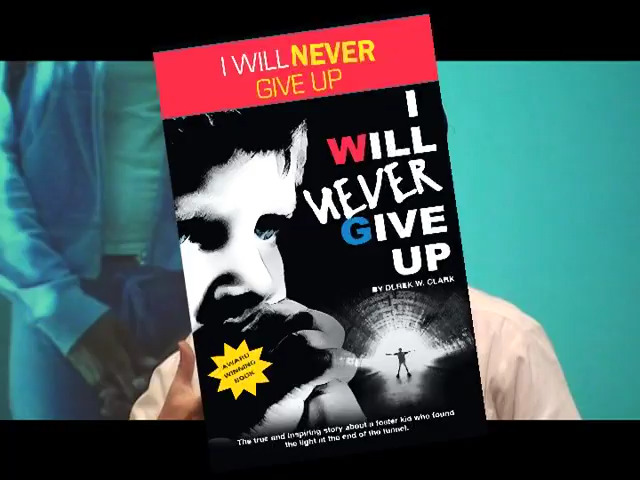 I WILL NEVER
GIVE UP
I
WILL
NEVER
GIVE
UP
BY DEREK W. CLARK
AWARD
WINNING
BOOK
The true and inspiring story about a foster kid who found
the light at the end of the tunnel.